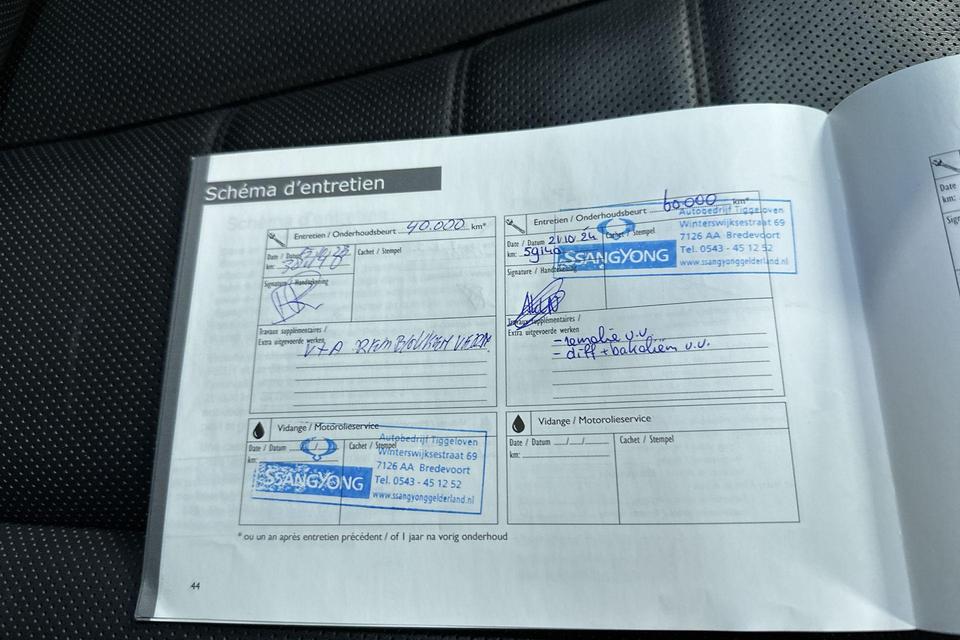 Schéma d'entretien
Entretien / Onderhoudsbeurt 40.000 km*
Date / Datum
km:
Cachet / Stempel
Signature / Handtekening
Travaux supplémentaires /
Extra uitgevoerde werken
V+A REMBLOKKEN
Vidange / Motorolieservice
Date / Datum
km:
Cachet / Stempel
SSANGYONG
Autobedrijf Tiggeloven
Winterswijksestraat 69
7126 AA Bredevoort
Tel. 0543 - 45 12 52
www.ssangyonggelderland.nl
Entretien / Onderhoudsbeurt 60.000 km*
Date / Datum 21.10.24
km: 59140
Cachet / Stempel
Signature / Handtekening
SSANGYONG
Autobedrijf Tiggeloven
Winterswijksestraat 69
7126 AA Bredevoort
Tel. 0543 - 45 12 52
www.ssangyonggelderland.nl
Travaux supplémentaires /
Extra uitgevoerde werken
- remolie v.v.
- diff + bakoliën v.v.
Vidange / Motorolieservice
Date / Datum / /
km:
Cachet / Stempel
* ou un an après entretien précédent / of 1 jaar na vorig onderhoud
44
Date
km: